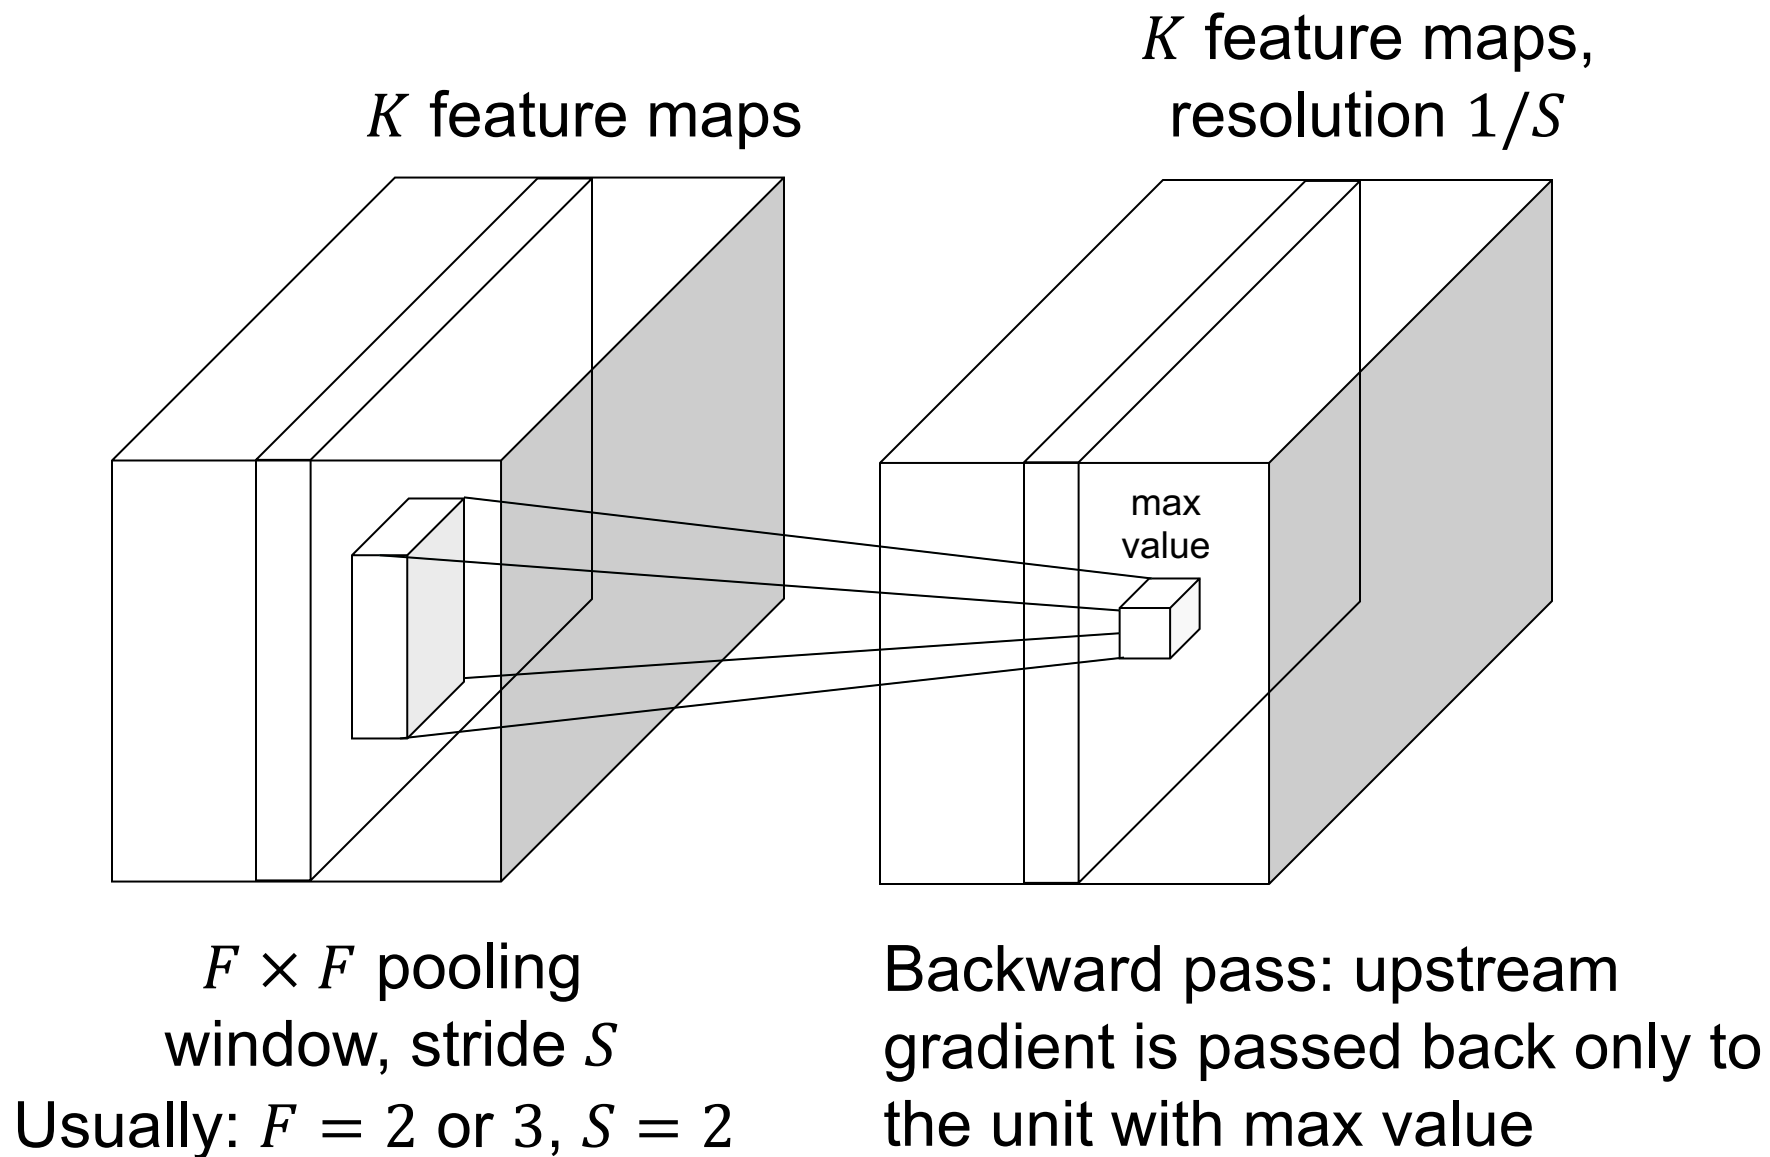 K feature maps
K feature maps,
resolution 1/S
max
value
F × F pooling
window, stride S
Usually: F = 2 or 3, S = 2
Backward pass: upstream
gradient is passed back only to
the unit with max value